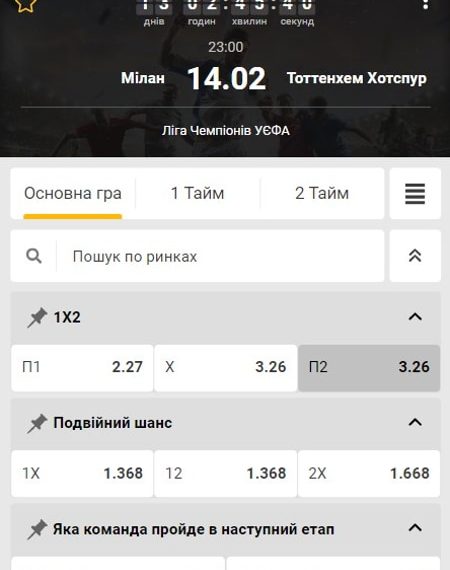 13 02:45:40
днів годин хвилин секунд
23:00
Мілан 14.02 Тоттенхем Хотспур
Ліга Чемпіонів УЄФА
Основна гра 1 Тайм 2 Тайм
Пошук по ринках
1X2
П1 2.27 X 3.26 П2 3.26
Подвійний шанс
1X 1.368 12 1.368 2X 1.668
Яка команда пройде в наступний етап